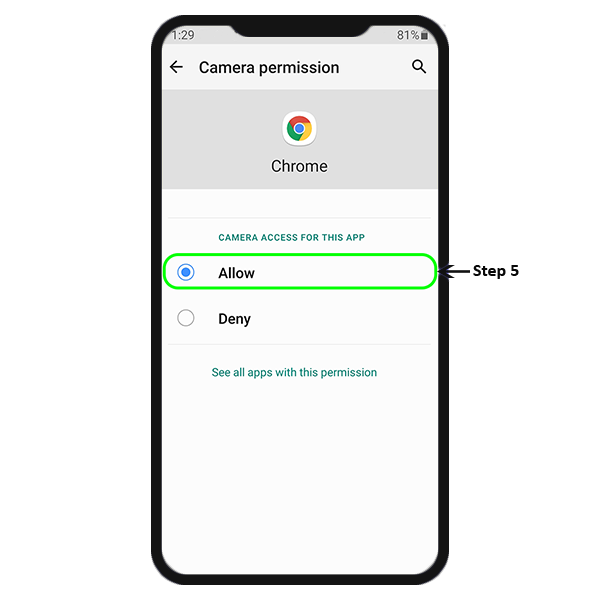 1:29 81%
Camera permission
Chrome
CAMERA ACCESS FOR THIS APP
Allow
Step 5
Deny
See all apps with this permission